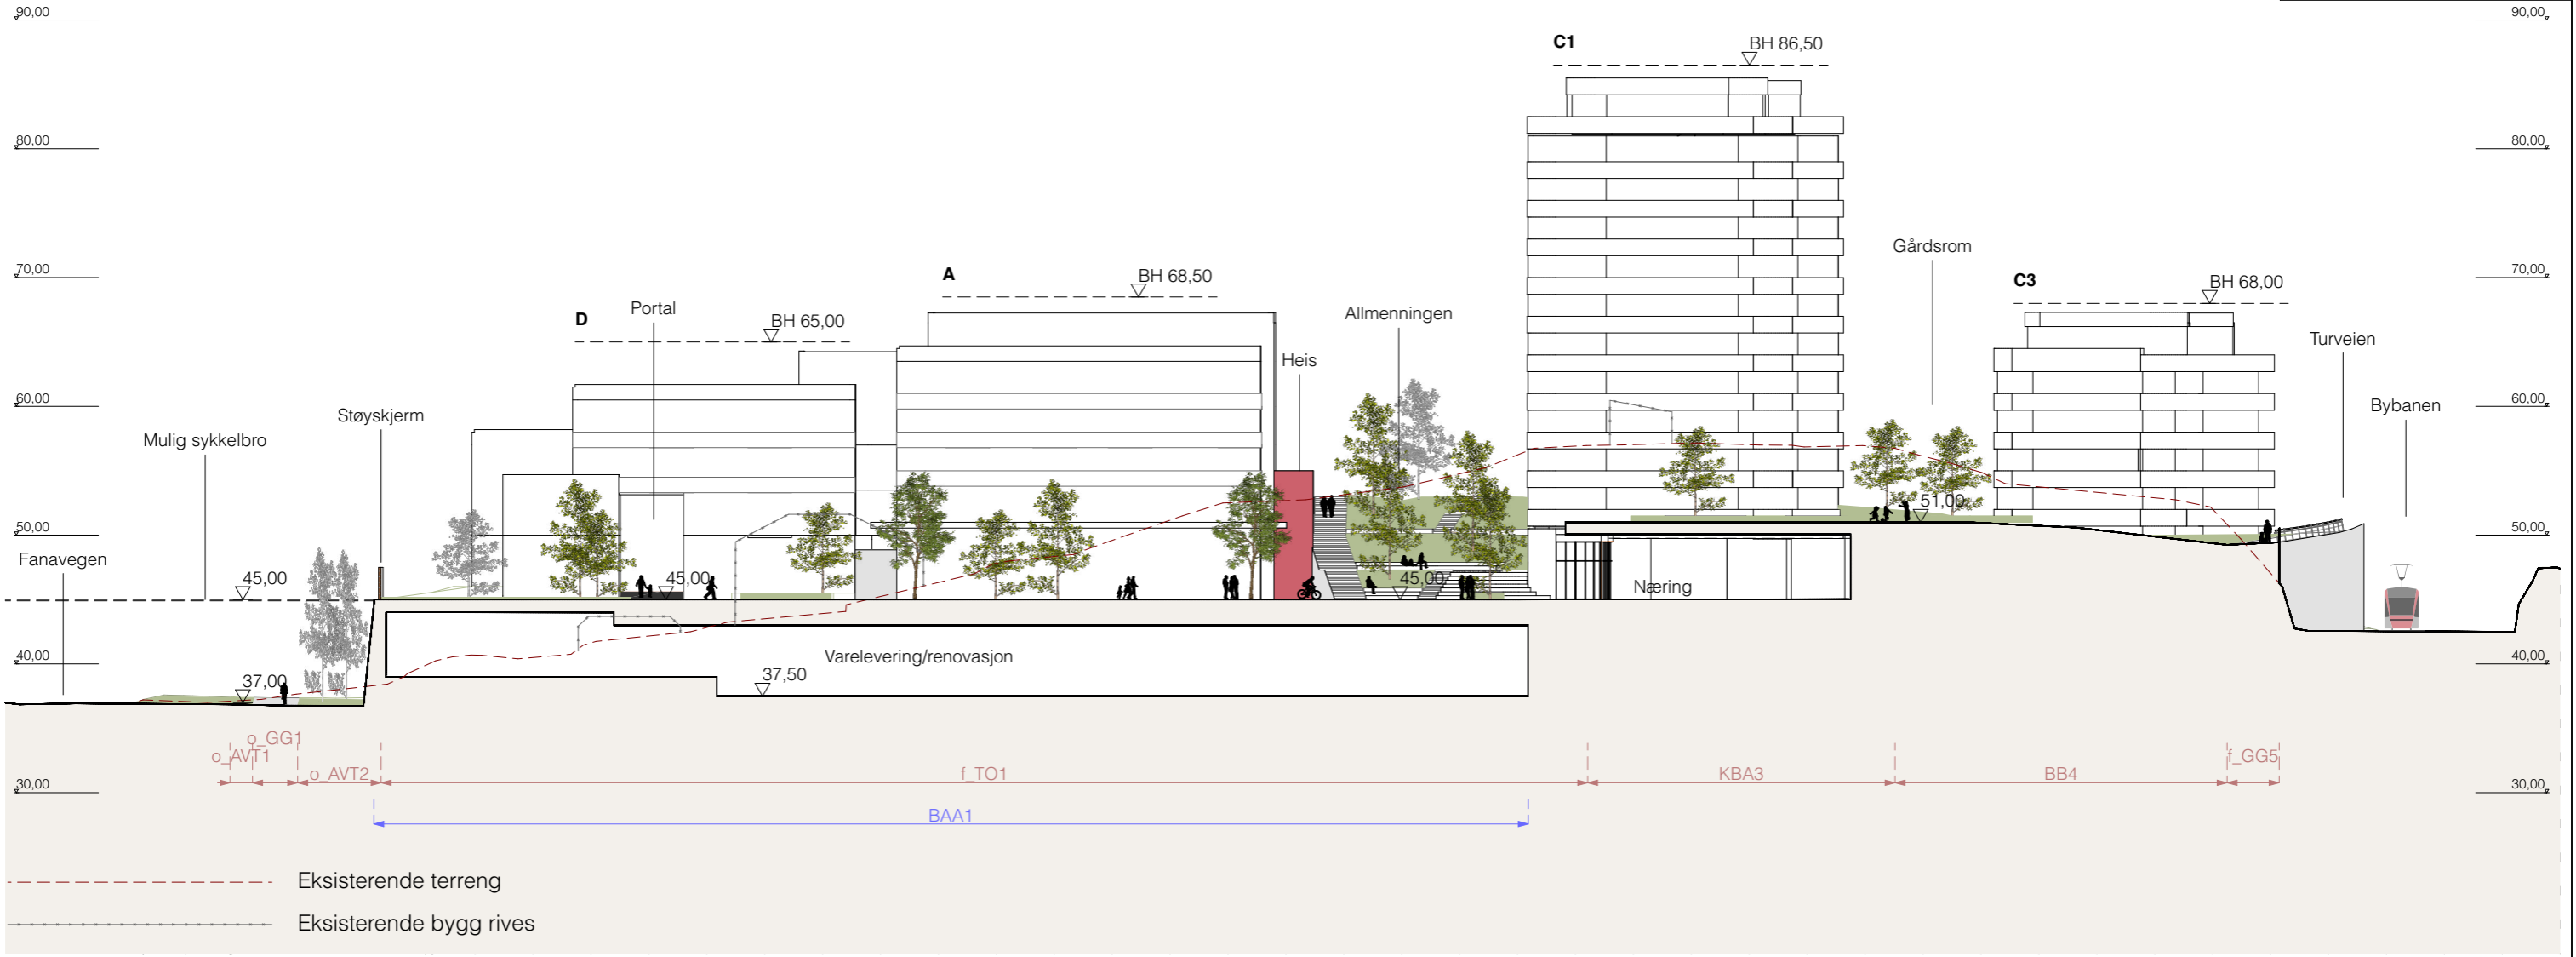 90,00
90,00
C1
BH 86,50
80,00
80,00
Gårdsrom
70,00
A
BH 68,50
C3
BH 68,00
70,00
D
Portal
BH 65,00
Allmenningen
Turveien
Heis
60,00
Støyskjerm
Bybanen
60,00
Mulig sykkelbro
50,00
51,00
50,00
Fanavegen
45,00
45,00
45,00
Næring
40,00
Varelevering/renovasjon
40,00
37,00
37,50
o_GG1
o_AVT1
f_GG5
o_AVT2
f_TO1
KBA3
BB4
30,00
30,00
BAA1
Eksisterende terreng
Eksisterende bygg rives